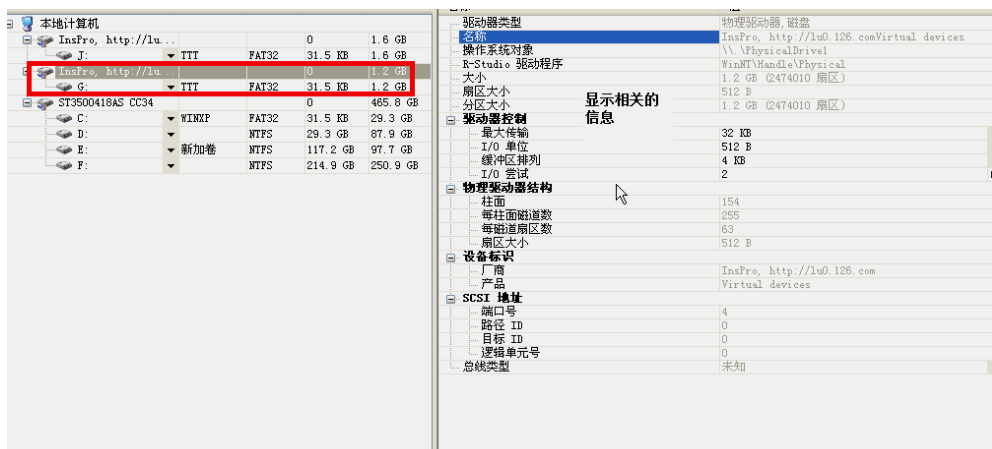 本地计算机
InsPro, http://lu... 0 1.6 GB
J: TTT FAT32 31.5 KB 1.6 GB
InsPro, http://lu... 0 1.2 GB
G: TTT FAT32 31.5 KB 1.2 GB
ST3500418AS CC34 0 465.8 GB
C: WINXP FAT32 31.5 KB 29.3 GB
D: NTFS 29.3 GB 87.9 GB
E: 新加卷 NTFS 117.2 GB 97.7 GB
F: NTFS 214.9 GB 250.9 GB
驱动器类型 物理驱动器,磁盘
名称 InsPro, http://lu0.126.comVirtual devices
操作系统对象 \\.\PhysicalDrive1
R-Studio 驱动程序 WinNT\Handle\Physical
大小 1.2 GB (2474010 扇区)
扇区大小 512 B
分区大小 1.2 GB (2474010 扇区)
显示相关的
信息
驱动器控制
最大传输 32 KB
I/O 单位 512 B
缓冲区排列 4 KB
I/O 尝试 2
物理驱动器结构
柱面 154
每柱面磁道数 255
每磁道扇区数 63
扇区大小 512 B
设备标识
厂商 InsPro, http://lu0.126.com
产品 Virtual devices
SCSI 地址
端口号 4
路径 ID 0
目标 ID 0
逻辑单元号 0
总线类型 未知